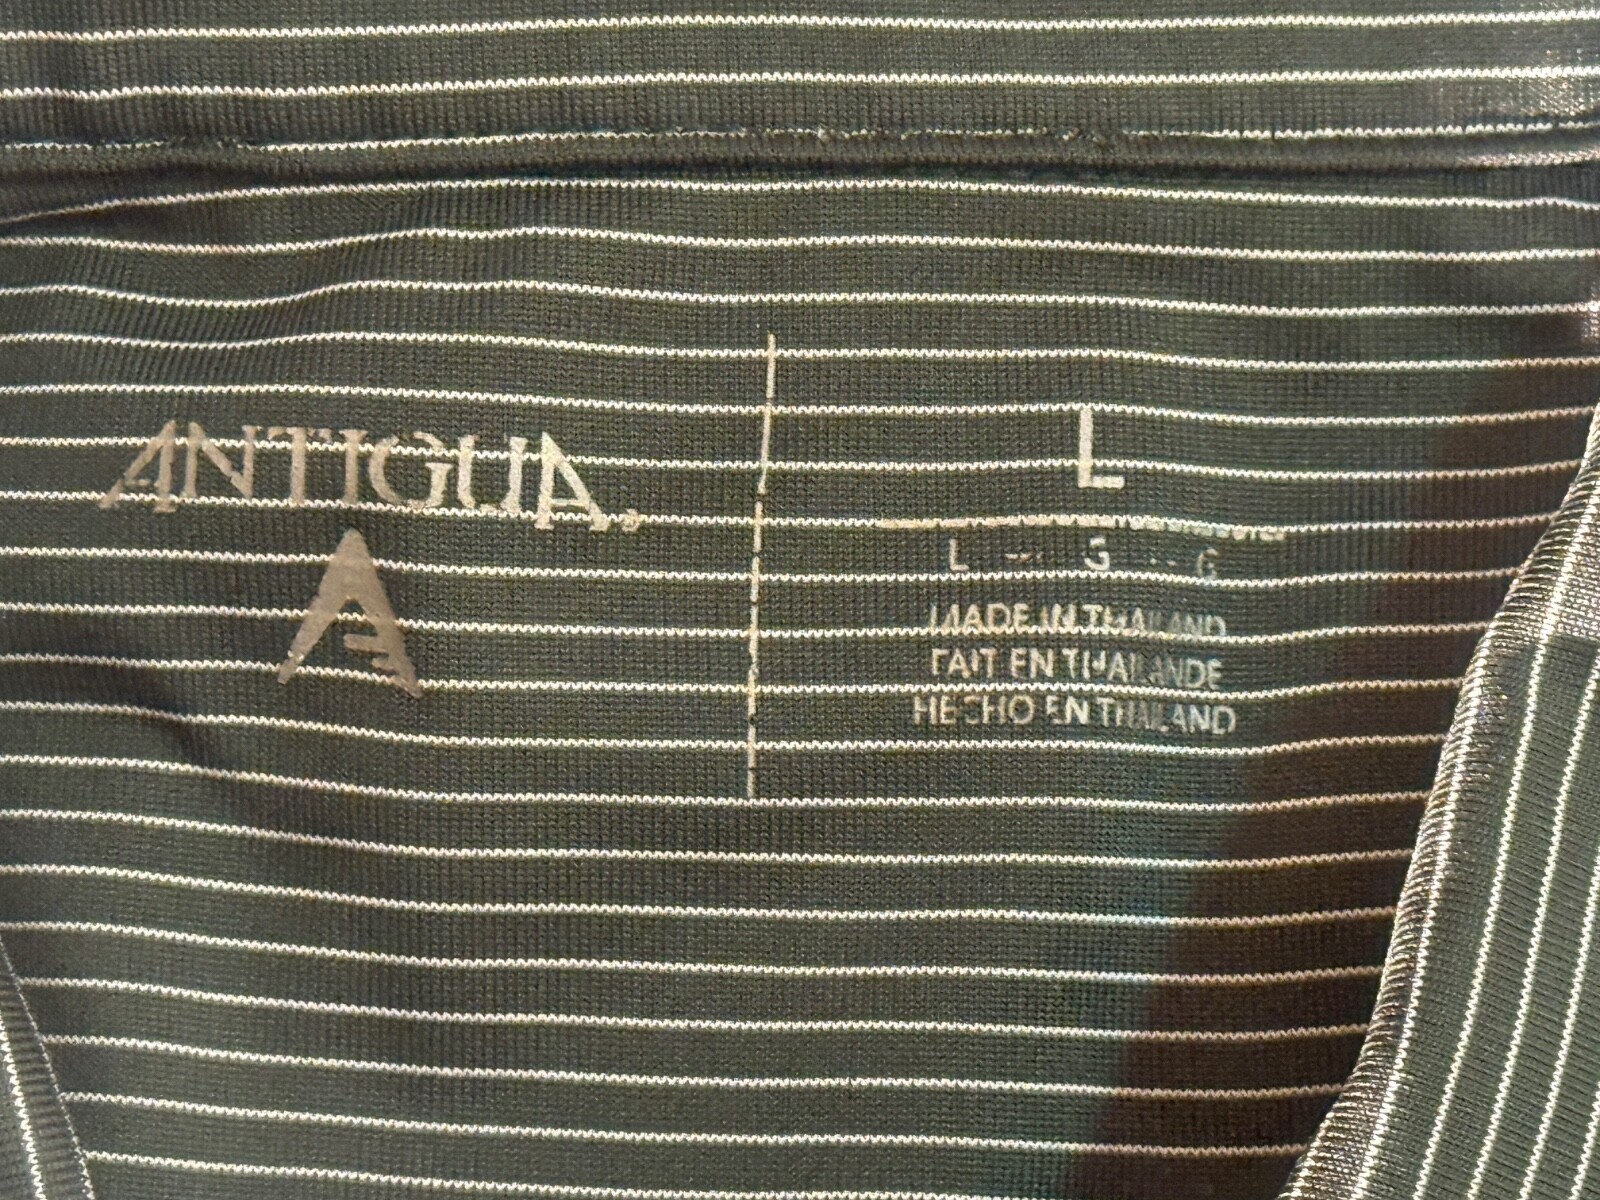 ANTIGUA.
L
L - G - G
MADE IN THAILAND
FAIT EN THAILANDE
HECHO EN THAILAND